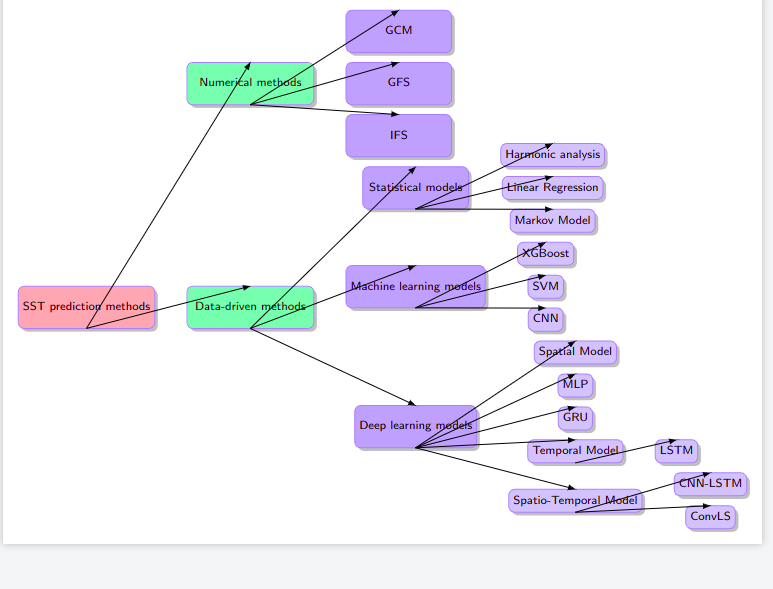 GCM
Numerical methods
GFS
IFS
Harmonic analysis
Statistical models
Linear Regression
Markov Model
XGBoost
SST prediction methods
Data-driven methods
Machine learning models
SVM
CNN
Spatial Model
MLP
Deep learning models
GRU
Temporal Model
LSTM
CNN-LSTM
Spatio-Temporal Model
ConvLS